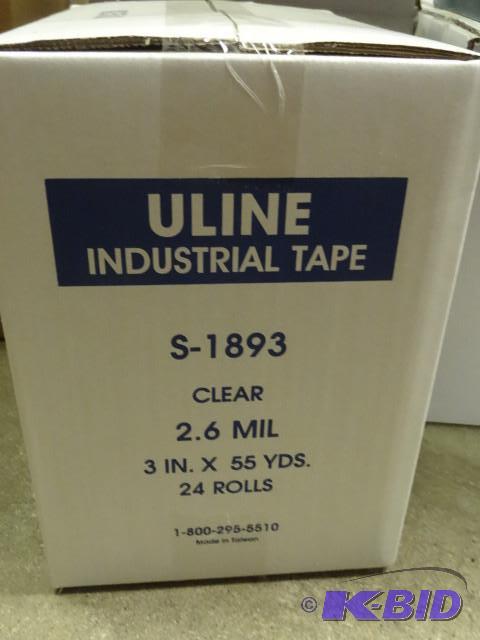 ULINE
INDUSTRIAL TAPE
S-1893
CLEAR
2.6 MIL
3 IN. X 55 YDS.
24 ROLLS
1-800-295-5510
Made in Taiwan
© K-BID